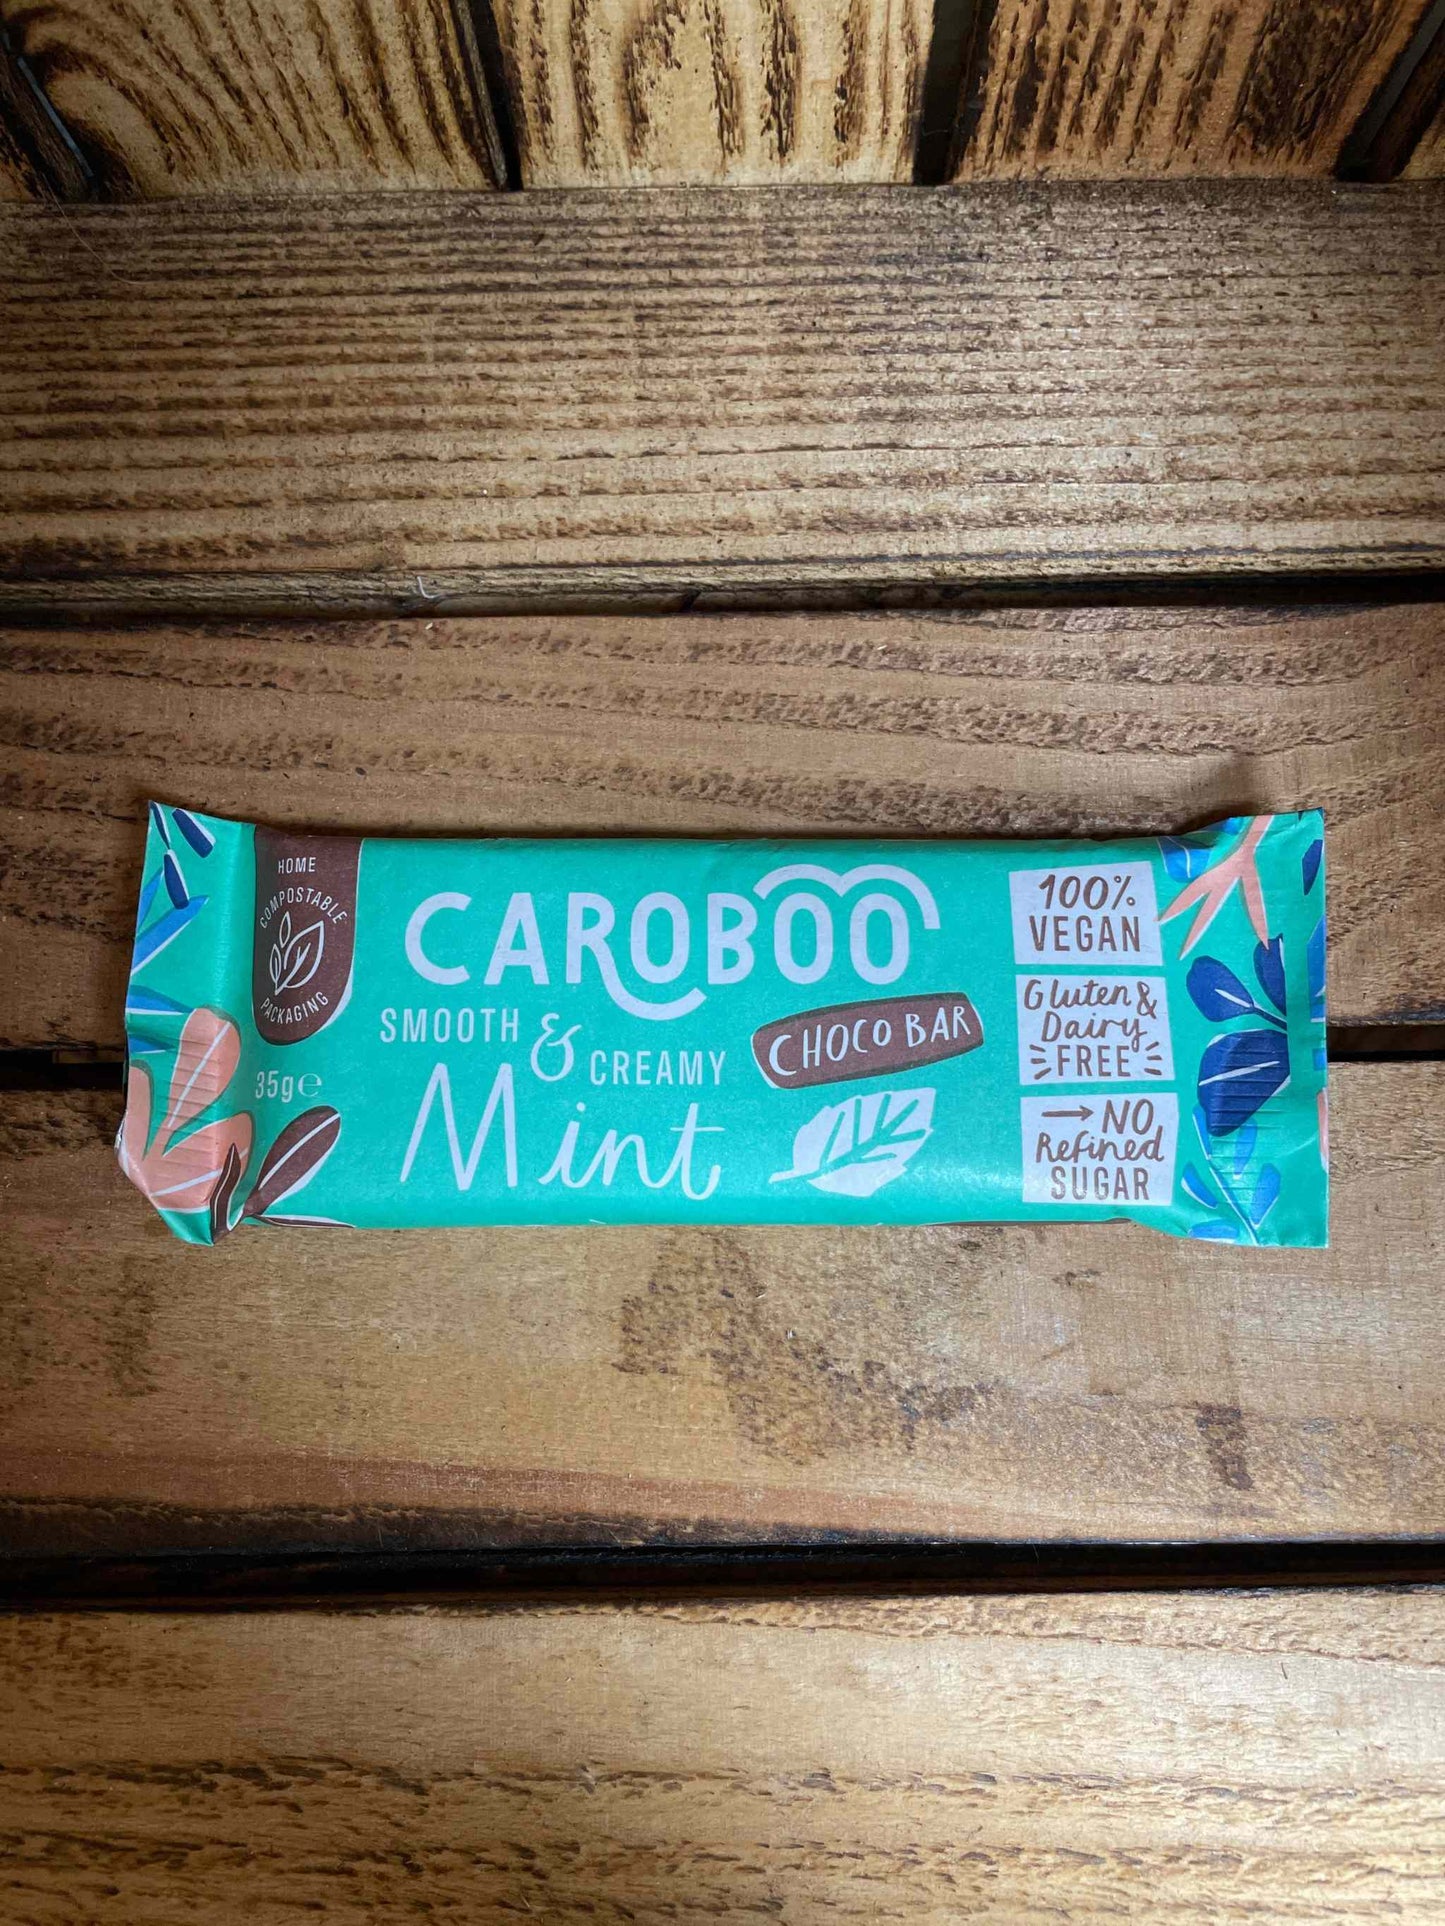 HOME
COMPOSTABLE
PACKAGING
35g℮
CAROBOO
SMOOTH
&
CREAMY
Mint
CHOCO BAR
100%
VEGAN
Gluten &
Dairy
FREE
→ NO
Refined
SUGAR